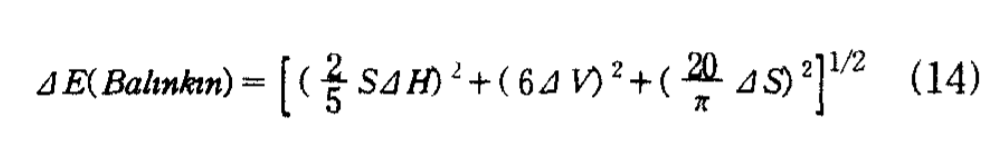 ΔE(Balınkın) = [(2/5 SΔH)² + (6ΔV)² + (20/π ΔS)²]^1/2 (14)